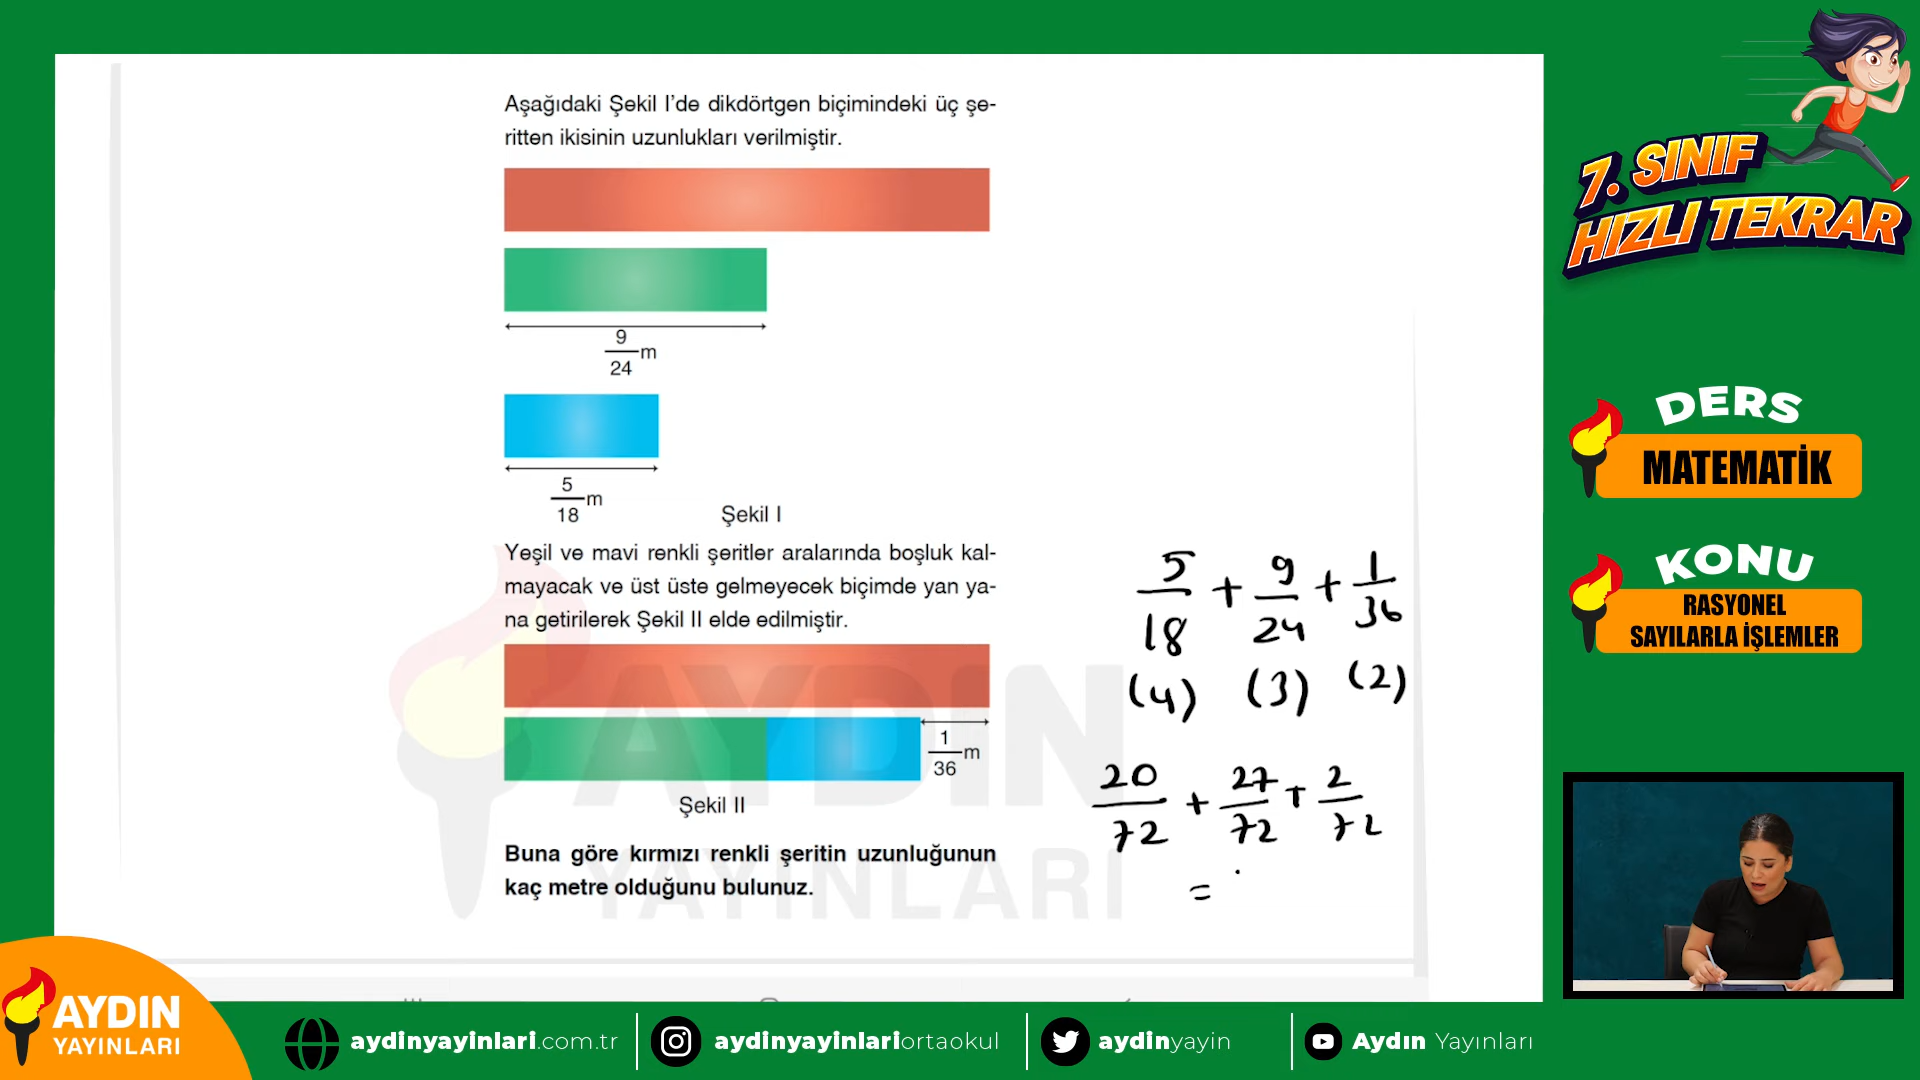 Aşağıdaki Şekil I'de dikdörtgen biçimindeki üç şe-
ritten ikisinin uzunlukları verilmiştir.
9
24
m
5
18
m
Şekil I
Yeşil ve mavi renkli şeritler aralarında boşluk kal-
mayacak ve üst üste gelmeyecek biçimde yan ya-
na getirilerek Şekil II elde edilmiştir.
1
36
m
Şekil II
Buna göre kırmızı renkli şeritin uzunluğunun
kaç metre olduğunu bulunuz.
AYDIN
YAYINLARI
5/18 + 9/24 + 1/36
(4) (3) (2)
20/72 + 27/72 + 2/72
=
7. SINIF
HIZLI TEKRAR
DERS
MATEMATİK
KONU
RASYONEL
SAYILARLA İŞLEMLER
AYDIN
YAYINLARI
aydinyayinlari.com.tr
aydinyayinlariortaokul
aydinyayin
Aydın Yayınları